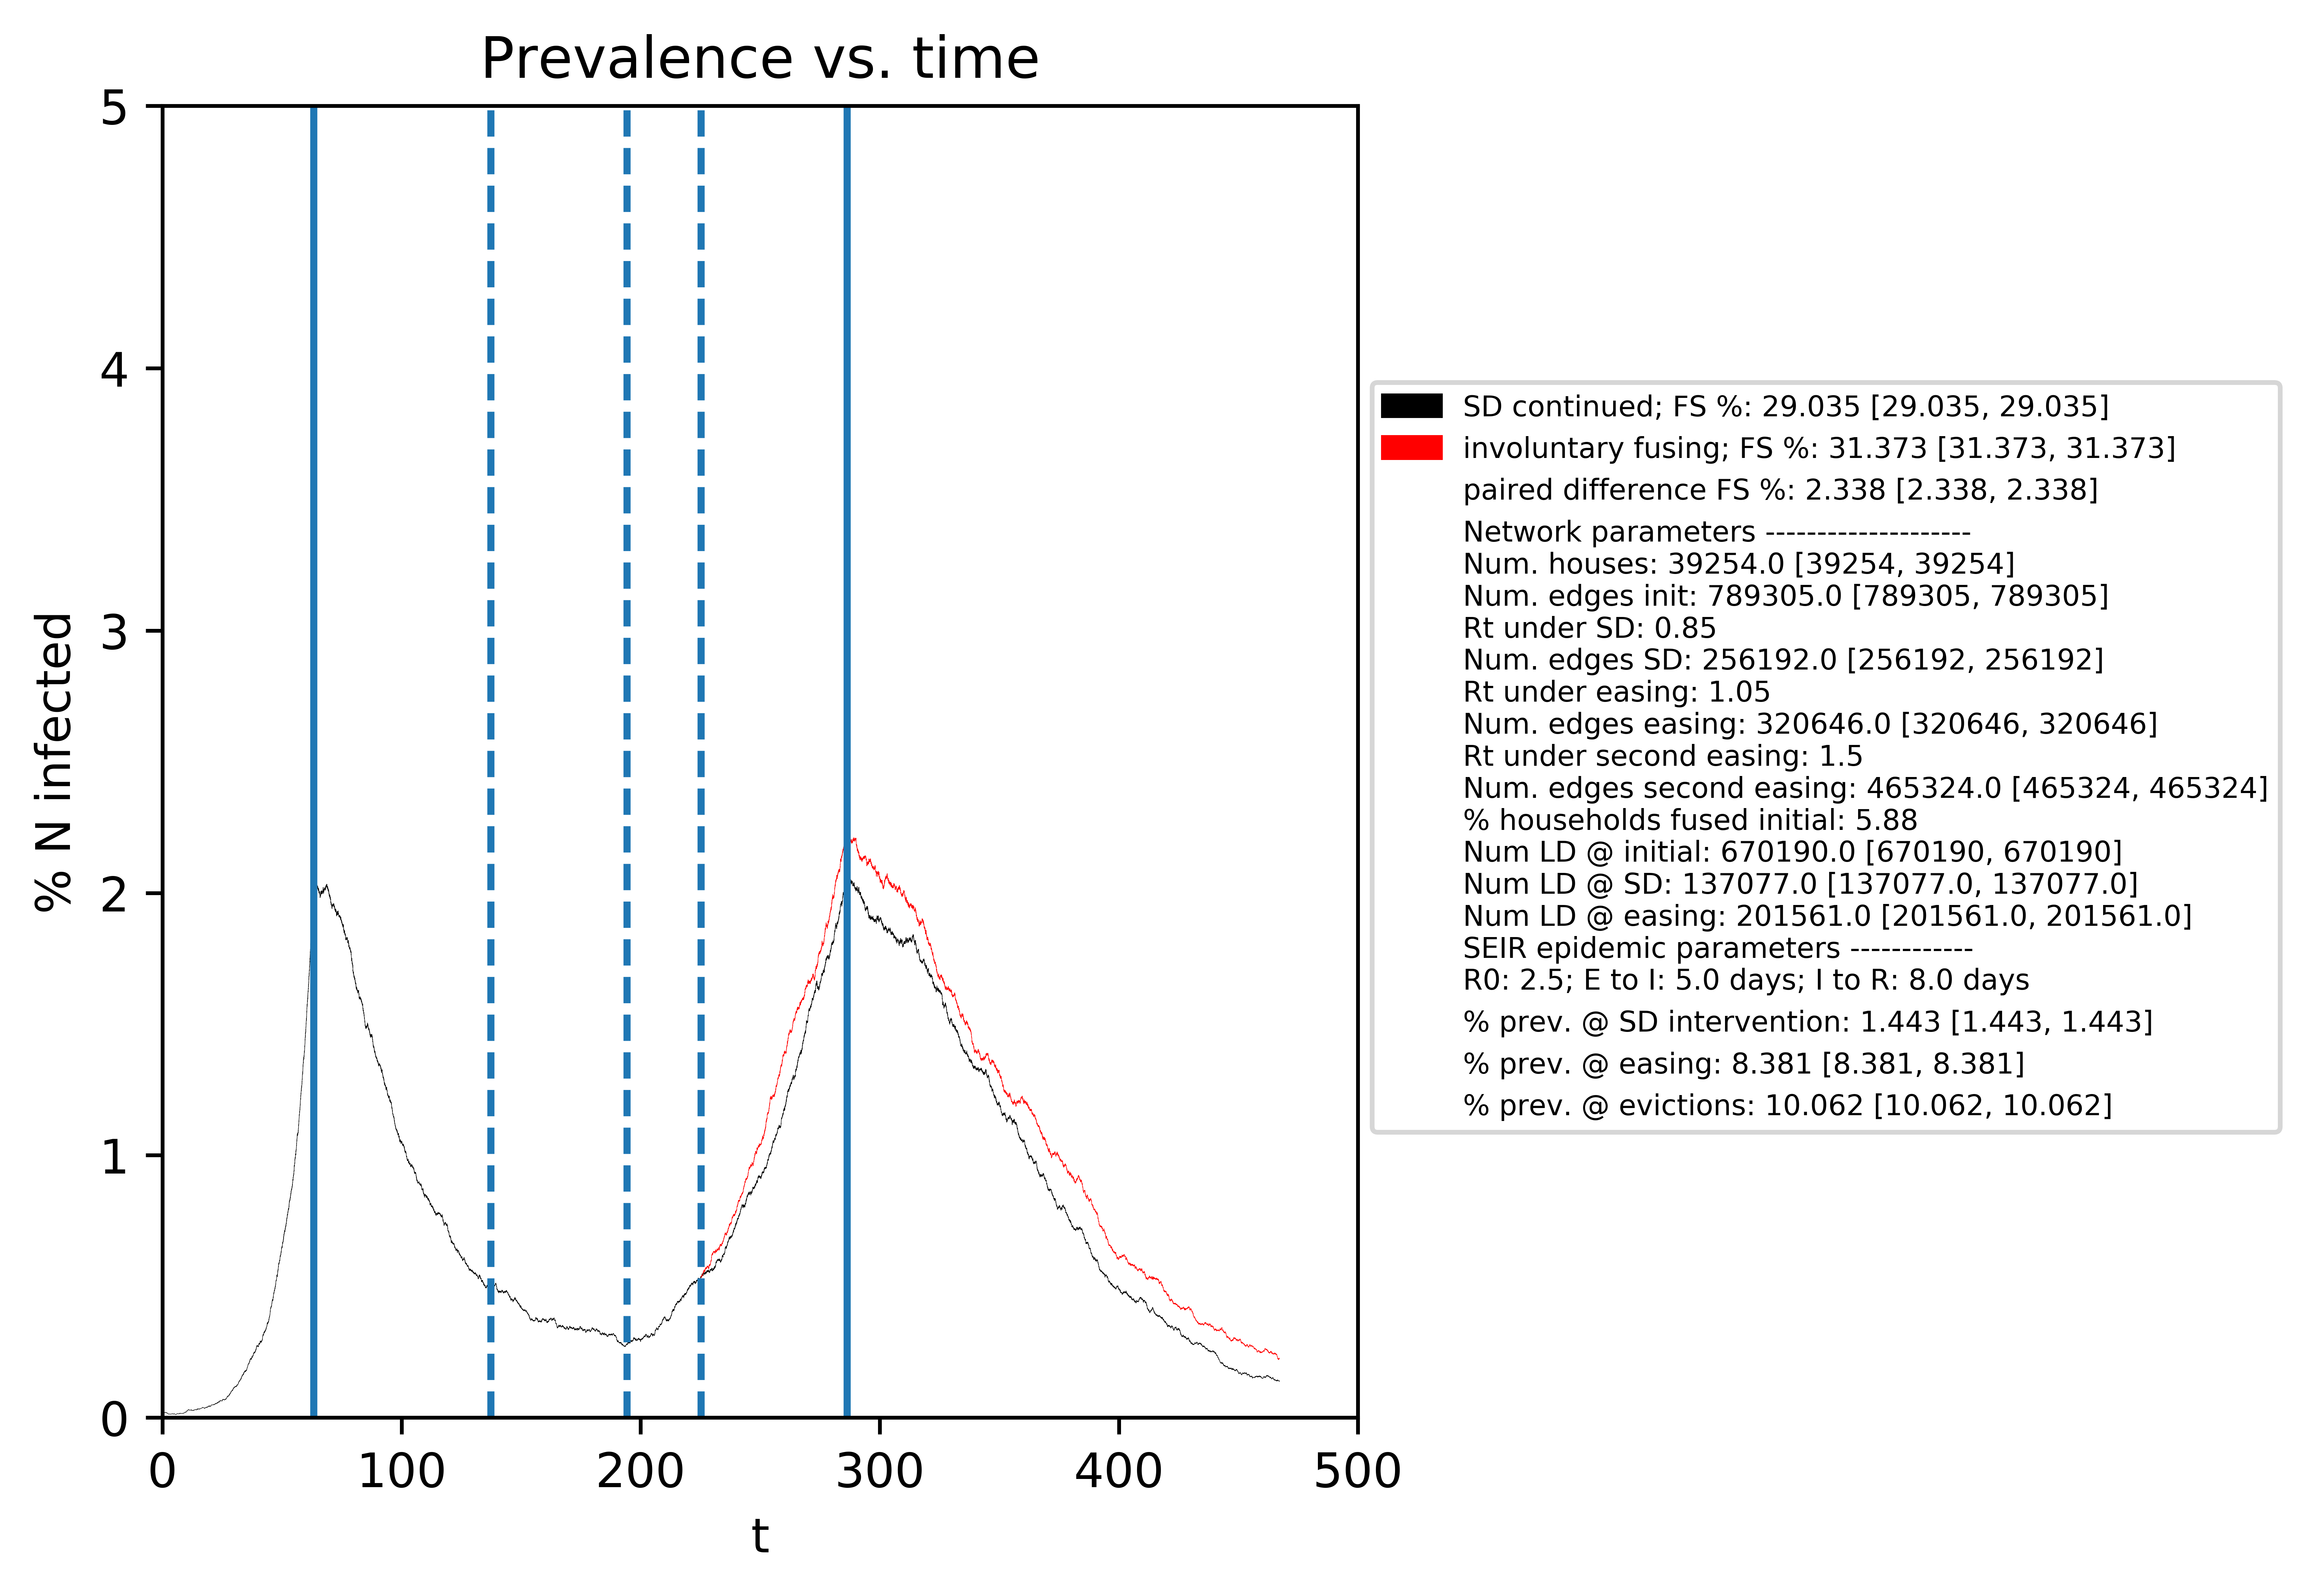 Prevalence vs. time
5
4
3
2
1
0
% N infected
0 100 200 300 400 500
t
SD continued; FS %: 29.035 [29.035, 29.035]
involuntary fusing; FS %: 31.373 [31.373, 31.373]
paired difference FS %: 2.338 [2.338, 2.338]
Network parameters --------------------
Num. houses: 39254.0 [39254, 39254]
Num. edges init: 789305.0 [789305, 789305]
Rt under SD: 0.85
Num. edges SD: 256192.0 [256192, 256192]
Rt under easing: 1.05
Num. edges easing: 320646.0 [320646, 320646]
Rt under second easing: 1.5
Num. edges second easing: 465324.0 [465324, 465324]
% households fused initial: 5.88
Num LD @ initial: 670190.0 [670190, 670190]
Num LD @ SD: 137077.0 [137077.0, 137077.0]
Num LD @ easing: 201561.0 [201561.0, 201561.0]
SEIR epidemic parameters ------------
R0: 2.5; E to I: 5.0 days; I to R: 8.0 days
% prev. @ SD intervention: 1.443 [1.443, 1.443]
% prev. @ easing: 8.381 [8.381, 8.381]
% prev. @ evictions: 10.062 [10.062, 10.062]